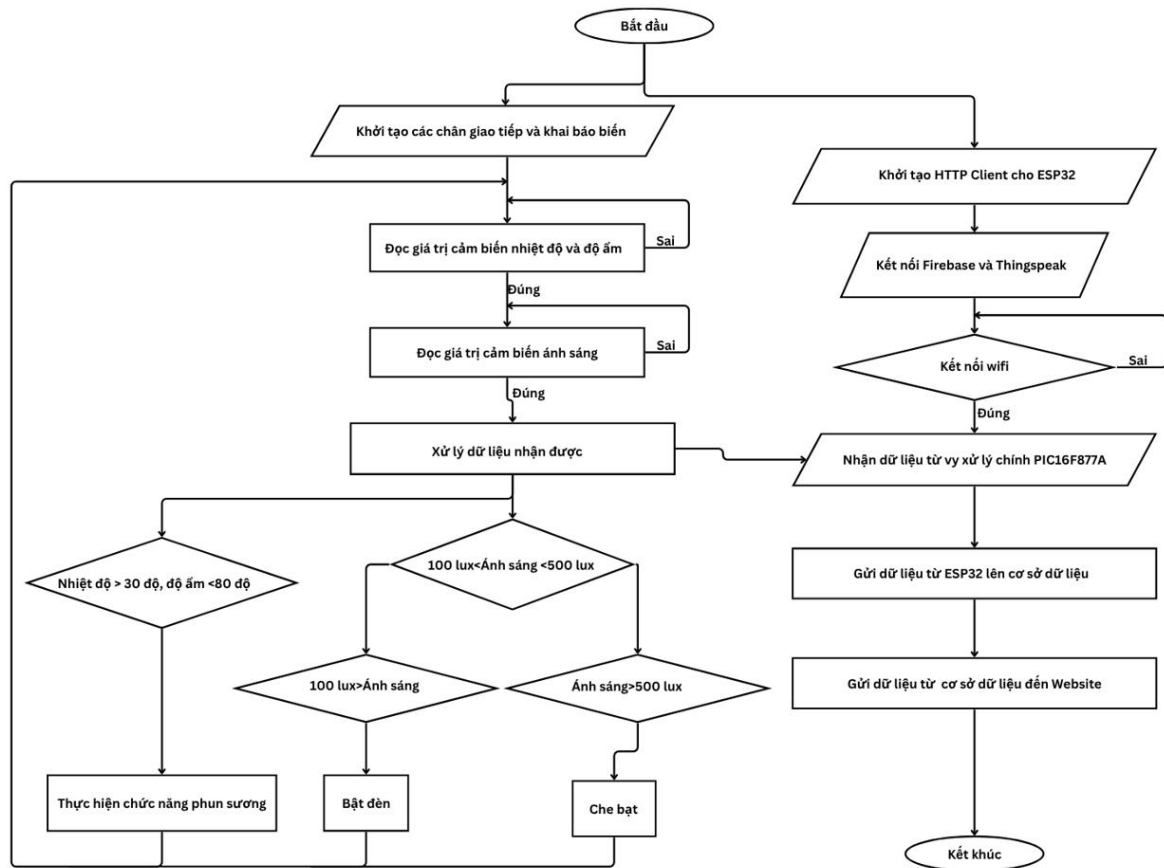 Bắt đầu
Khởi tạo các chân giao tiếp và khai báo biến
Khởi tạo HTTP Client cho ESP32
Đọc giá trị cảm biến nhiệt độ và độ ẩm
Sai
Kết nối Firebase và Thingspeak
Đúng
Đọc giá trị cảm biến ánh sáng
Sai
Kết nối wifi
Sai
Đúng
Đúng
Xử lý dữ liệu nhận được
Nhận dữ liệu từ vy xử lý chính PIC16F877A
Nhiệt độ > 30 độ, độ ẩm <80 độ
100 lux<Ánh sáng <500 lux
Gửi dữ liệu từ ESP32 lên cơ sở dữ liệu
100 lux>Ánh sáng
Ánh sáng>500 lux
Gửi dữ liệu từ cơ sở dữ liệu đến Website
Thực hiện chức năng phun sương
Bật đèn
Che bạt
Kết khúc